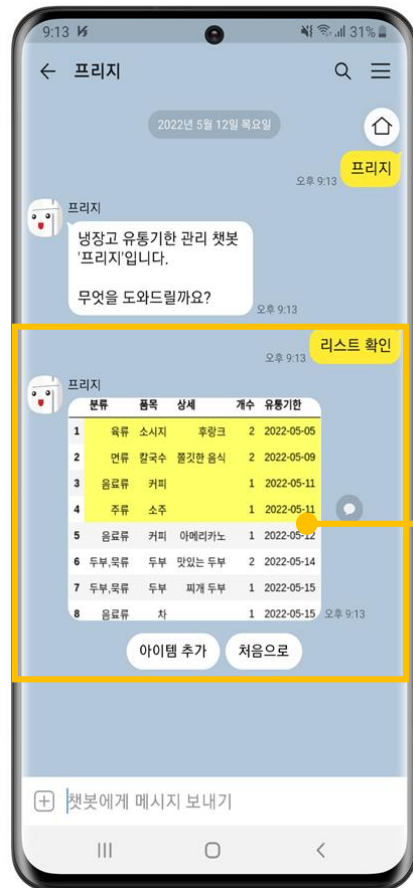 9:13
31%
프리지
2022년 5월 12일 목요일
프리지
오후 9:13
프리지
냉장고 유통기한 관리 챗봇
'프리지'입니다.
무엇을 도와드릴까요?
오후 9:13
리스트 확인
오후 9:13
프리지
분류 품목 상세 개수 유통기한
1 육류 소시지 후랑크 2 2022-05-05
2 면류 칼국수 쫄깃한 음식 2 2022-05-09
3 음료류 커피 1 2022-05-11
4 주류 소주 1 2022-05-11
5 음료류 커피 아메리카노 1 2022-05-12
6 두부,묵류 두부 맛있는 두부 2 2022-05-14
7 두부,묵류 두부 찌개 두부 1 2022-05-15
8 음료류 차 1 2022-05-15
오후 9:13
아이템 추가 처음으로
챗봇에게 메시지 보내기